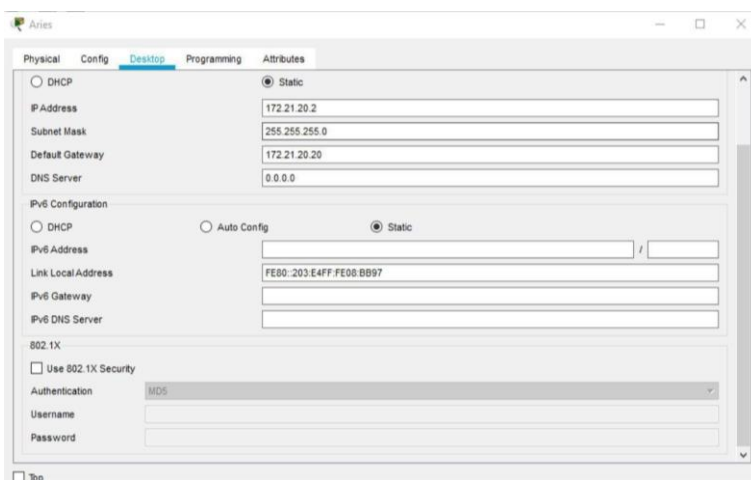 Aries
Physical Config Desktop Programming Attributes
DHCP Static
IP Address 172.21.20.2
Subnet Mask 255.255.255.0
Default Gateway 172.21.20.20
DNS Server 0.0.0.0
IPv6 Configuration
DHCP Auto Config Static
IPv6 Address /
Link Local Address FE80::203:E4FF:FE08:BB97
IPv6 Gateway
IPv6 DNS Server
802.1X
Use 802.1X Security
Authentication MD5
Username
Password
Top